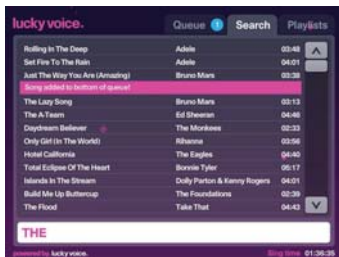 lucky voice.
Queue 1 Search Playlists
Rolling In The Deep Adele 03:48
Set Fire To The Rain Adele 04:01
Just The Way You Are (Amazing) Bruno Mars 03:38
Song added to bottom of queue!
The Lazy Song Bruno Mars 03:13
The A-Team Ed Sheeran 04:46
Daydream Believer The Monkees 02:33
Only Girl (In The World) Rihanna 03:56
Hotel California The Eagles 04:40
Total Eclipse Of The Heart Bonnie Tyler 05:17
Islands In The Stream Dolly Parton & Kenny Rogers 04:01
Build Me Up Buttercup The Foundations 02:39
The Flood Take That 04:43
THE
powered by lucky voice. Sing time 01:36:35